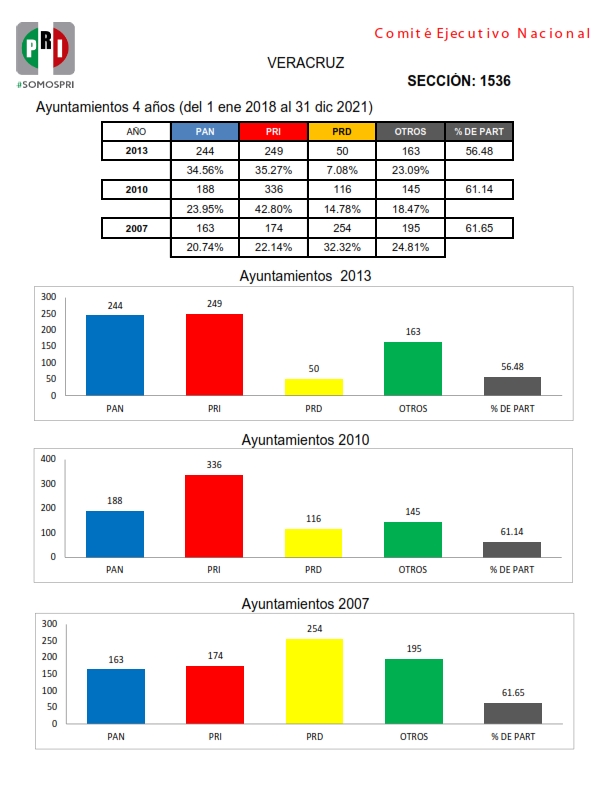 Comité Ejecutivo Nacional
PRI
#SOMOSPRI
VERACRUZ
SECCIÓN: 1536
Ayuntamientos 4 años (del 1 ene 2018 al 31 dic 2021)
AÑO PAN PRI PRD OTROS % DE PART
2013 244 249 50 163 56.48
34.56% 35.27% 7.08% 23.09%
2010 188 336 116 145 61.14
23.95% 42.80% 14.78% 18.47%
2007 163 174 254 195 61.65
20.74% 22.14% 32.32% 24.81%
Ayuntamientos 2013
300
250
200
150
100
50
0
244 249 50 163 56.48
PAN PRI PRD OTROS % DE PART
Ayuntamientos 2010
400
300
200
100
0
188 336 116 145 61.14
PAN PRI PRD OTROS % DE PART
Ayuntamientos 2007
300
250
200
150
100
50
0
163 174 254 195 61.65
PAN PRI PRD OTROS % DE PART